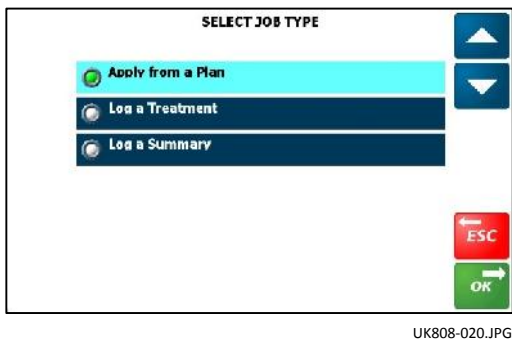 SELECT JOB TYPE
Apply from a Plan
Log a Treatment
Log a Summary
ESC
OK
UK808-020.JPG